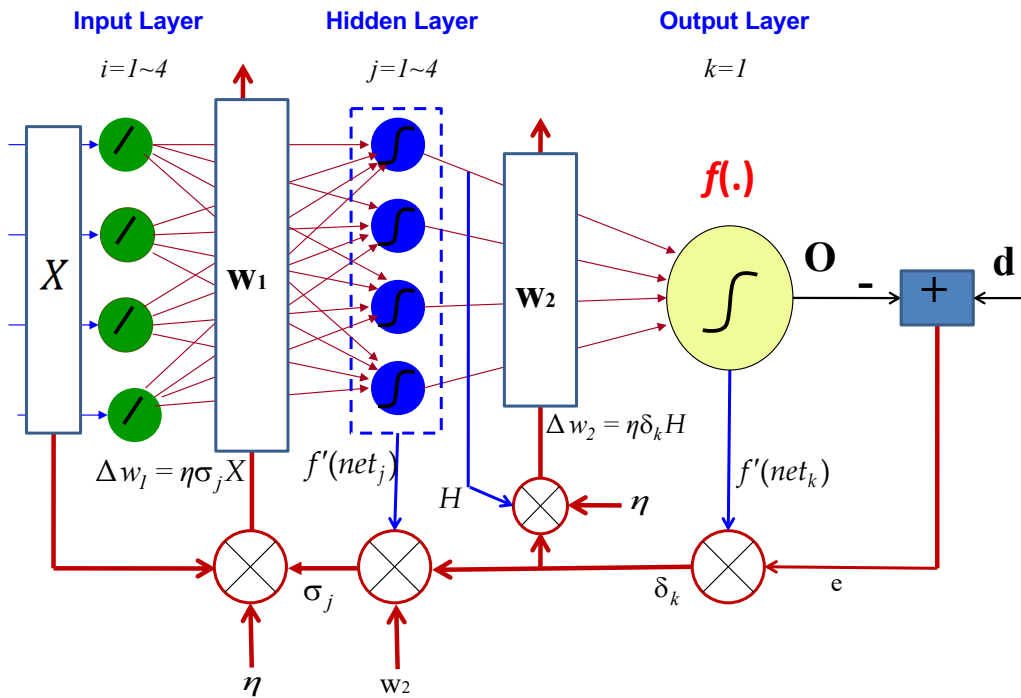 Input Layer
Hidden Layer
Output Layer
i=1~4
j=1~4
k=1
X
w₁
w₂
f(.)
O
-
+
d
Δw₁ = ησⱼX
f'(netⱼ)
H
Δw₂ = ηδₖH
η
f'(netₖ)
σⱼ
δₖ
e
η
w₂